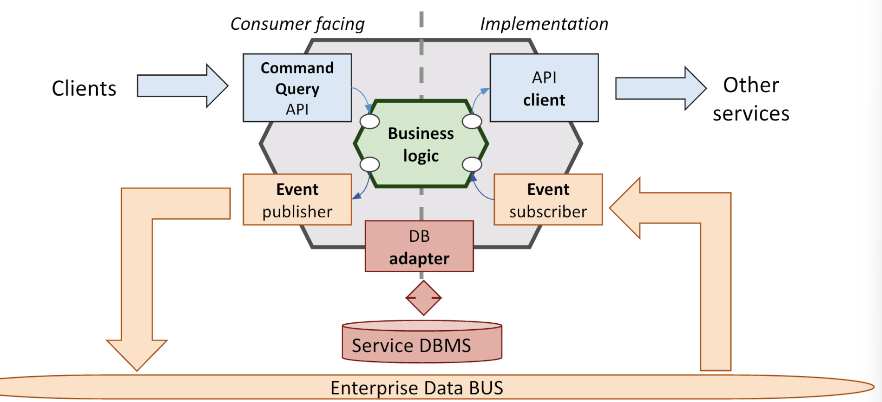 Consumer facing
Implementation
Clients
Command
Query
API
API
client
Other
services
Business
logic
Event
publisher
Event
subscriber
DB
adapter
Service DBMS
Enterprise Data BUS